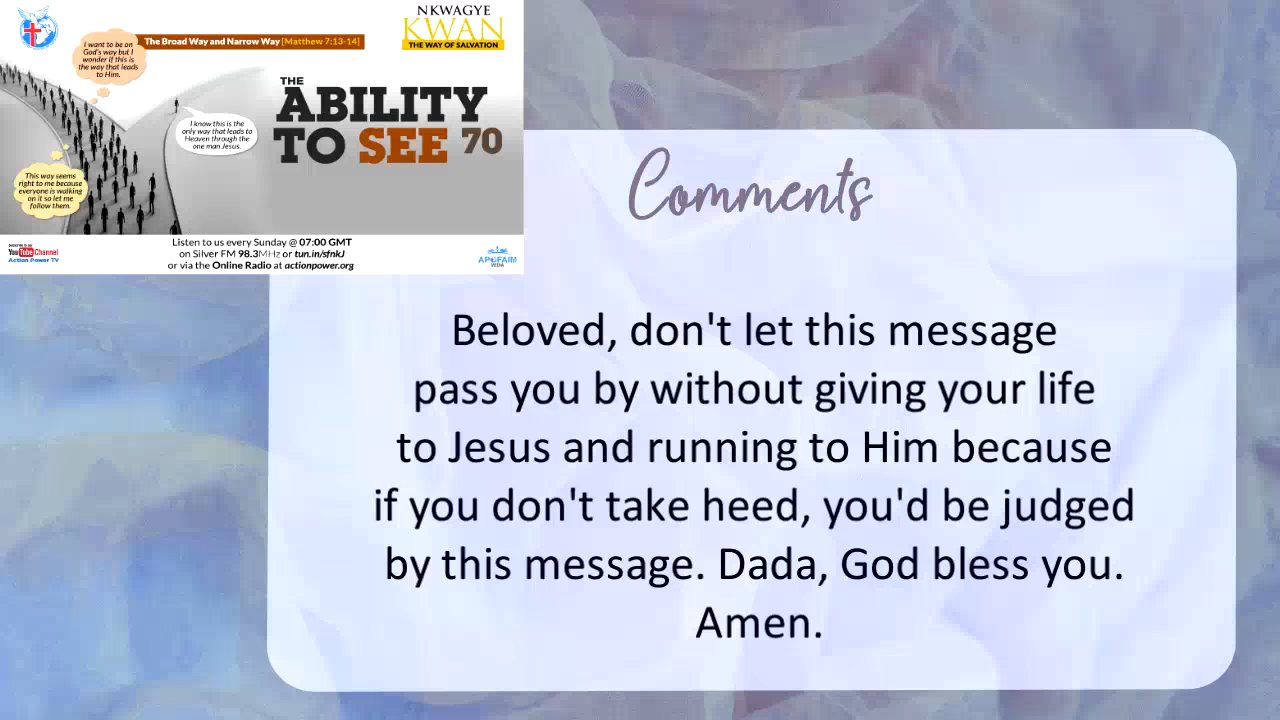 I want to be on
God's way but I
wonder if this is
the way that leads
to Him.
The Broad Way and Narrow Way [Matthew 7:13-14]
NKWAGYE
KWAN
THE WAY OF SALVATION
THE
ABILITY
TO SEE 70
I know this is the
only way that leads to
Heaven through the
one man Jesus.
This way seems
right to me because
everyone is walking
on it so let me
follow them.
You Tube Channel
Action Power TV
Listen to us every Sunday @ 07:00 GMT
on Silver FM 98.3MHz or tun.in/sfnkJ
or via the Online Radio at actionpower.org
APOFAIM
Comments
Beloved, don't let this message
pass you by without giving your life
to Jesus and running to Him because
if you don't take heed, you'd be judged
by this message. Dada, God bless you.
Amen.